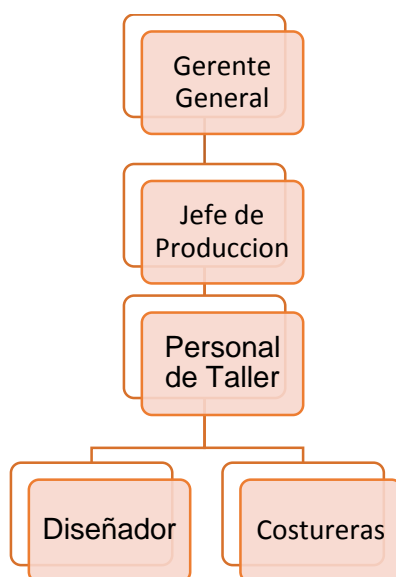 Gerente
General
Jefe de
Produccion
Personal
de Taller
Diseñador
Costureras